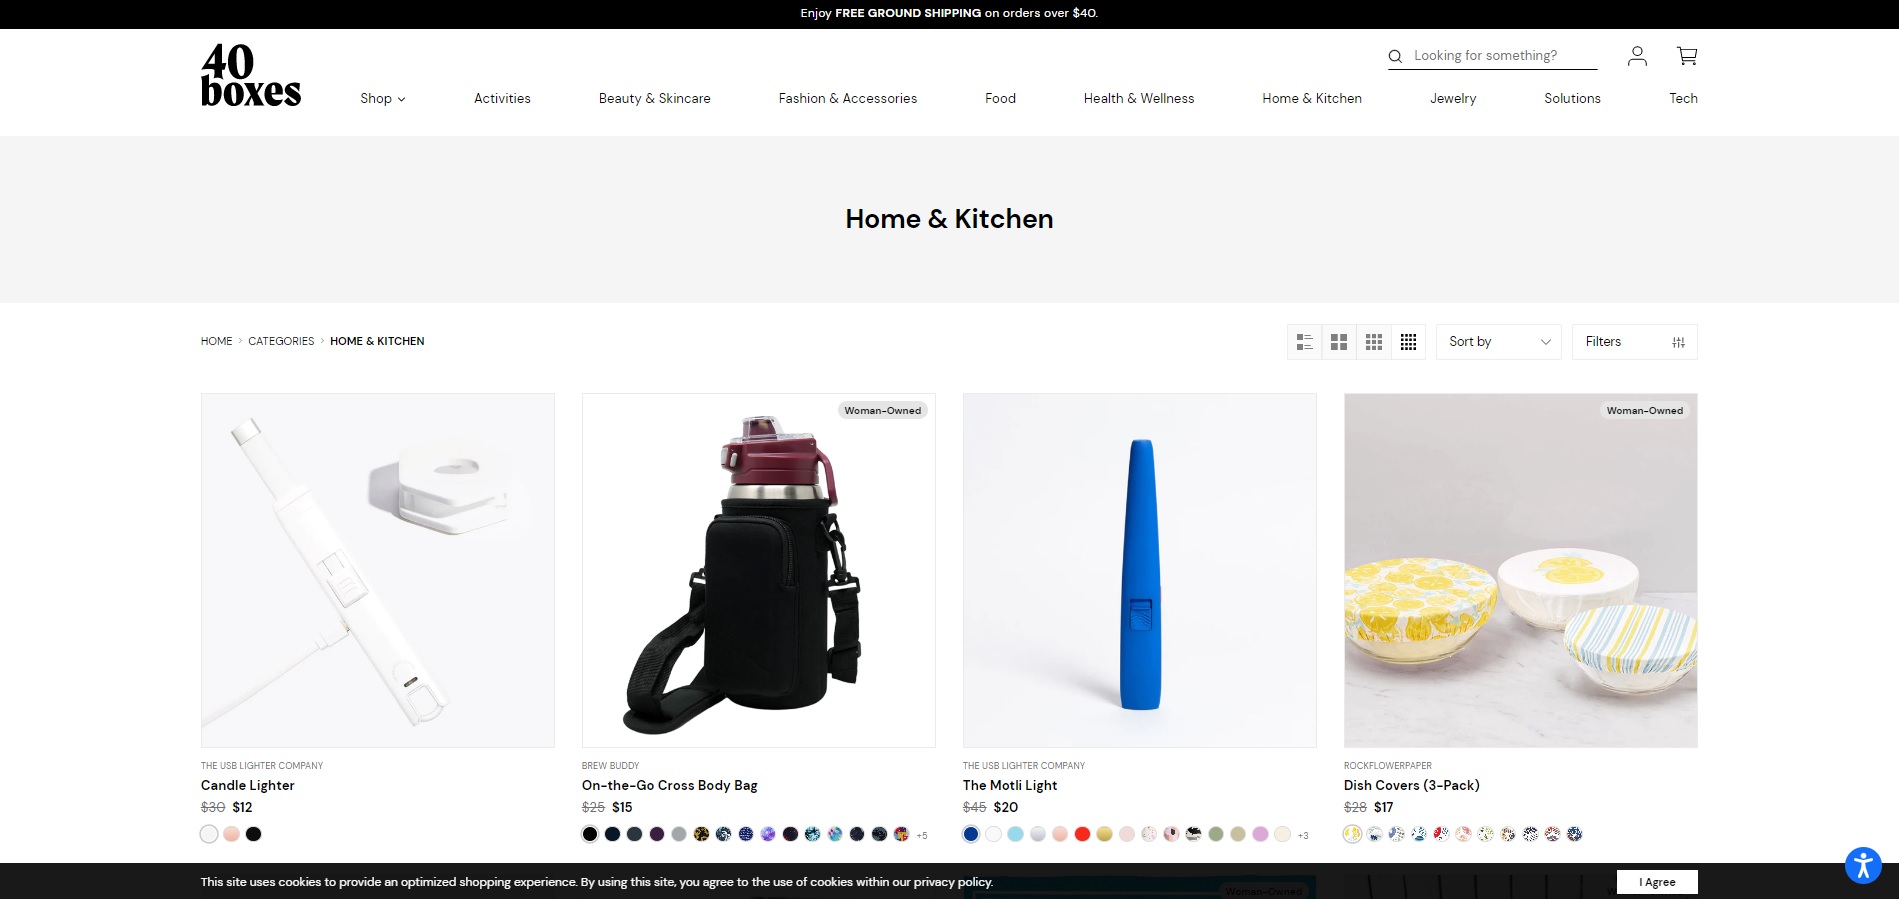 Enjoy FREE GROUND SHIPPING on orders over $40.
40
boxes
Looking for something?
Shop
Activities
Beauty & Skincare
Fashion & Accessories
Food
Health & Wellness
Home & Kitchen
Jewelry
Solutions
Tech
Home & Kitchen
HOME > CATEGORIES > HOME & KITCHEN
Sort by
Filters
Woman-Owned
Woman-Owned
THE USB LIGHTER COMPANY
Candle Lighter
$30 $12
BREW BUDDY
On-the-Go Cross Body Bag
$25 $15
+5
THE USB LIGHTER COMPANY
The Motli Light
$45 $20
+3
ROCKFLOWERPAPER
Dish Covers (3-Pack)
$28 $17
This site uses cookies to provide an optimized shopping experience. By using this site, you agree to the use of cookies within our privacy policy.
I Agree
Woman-Owned